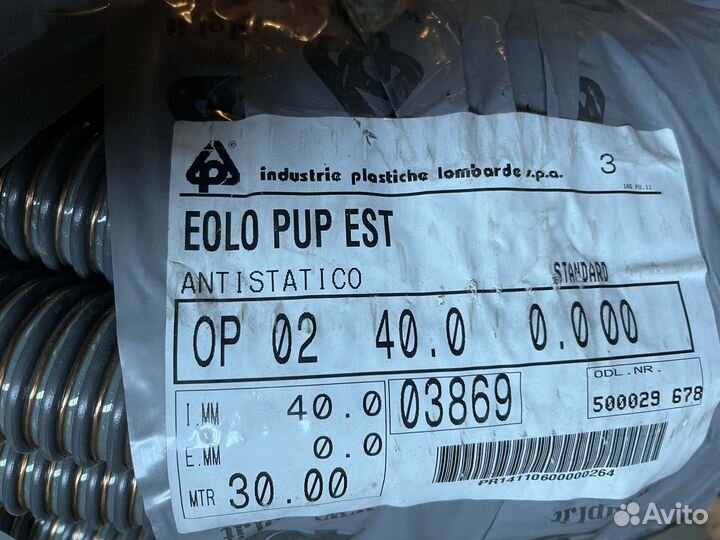 industrie plastiche lombarde s.p.a. 3
EOLO PUP EST
ANTISTATICO STANDARD
OP 02 40.0 0.000
I.MM 40.0
E.MM 0.0
MTR 30.00
03869
ODL.NR.
500029 678
PR14110600000264
Avito